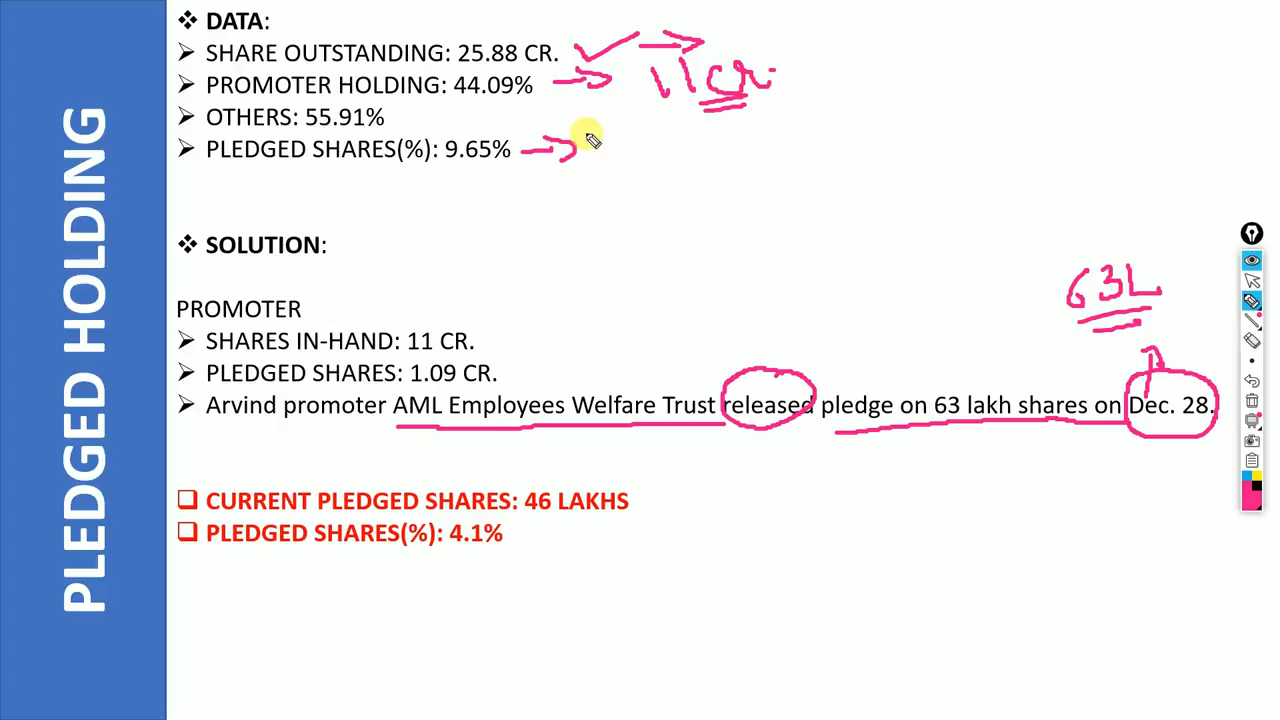 PLEDGED HOLDING
❖ DATA:
➢ SHARE OUTSTANDING: 25.88 CR.
➢ PROMOTER HOLDING: 44.09%
11 CR.
➢ OTHERS: 55.91%
➢ PLEDGED SHARES(%): 9.65%
❖ SOLUTION:
63L
PROMOTER
➢ SHARES IN-HAND: 11 CR.
➢ PLEDGED SHARES: 1.09 CR.
➢ Arvind promoter AML Employees Welfare Trust released pledge on 63 lakh shares on Dec. 28.
❑ CURRENT PLEDGED SHARES: 46 LAKHS
❑ PLEDGED SHARES(%): 4.1%